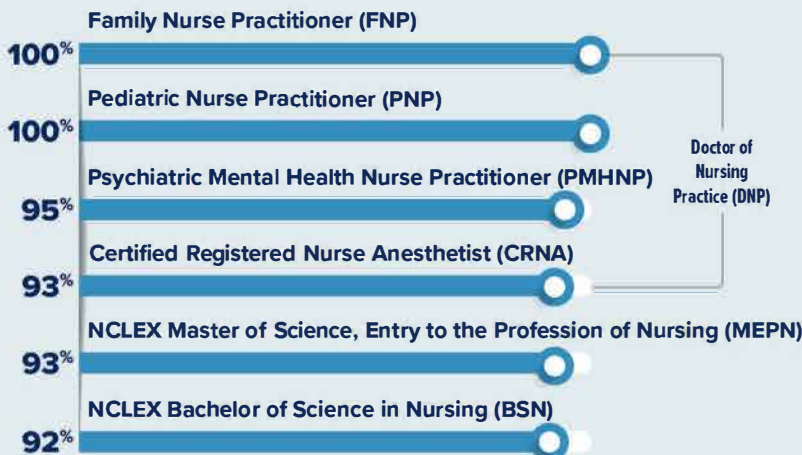 Family Nurse Practitioner (FNP)
100%
Pediatric Nurse Practitioner (PNP)
100%
Psychiatric Mental Health Nurse Practitioner (PMHNP)
95%
Certified Registered Nurse Anesthetist (CRNA)
93%
NCLEX Master of Science, Entry to the Profession of Nursing (MEPN)
93%
NCLEX Bachelor of Science in Nursing (BSN)
92%
Doctor of
Nursing
Practice (DNP)